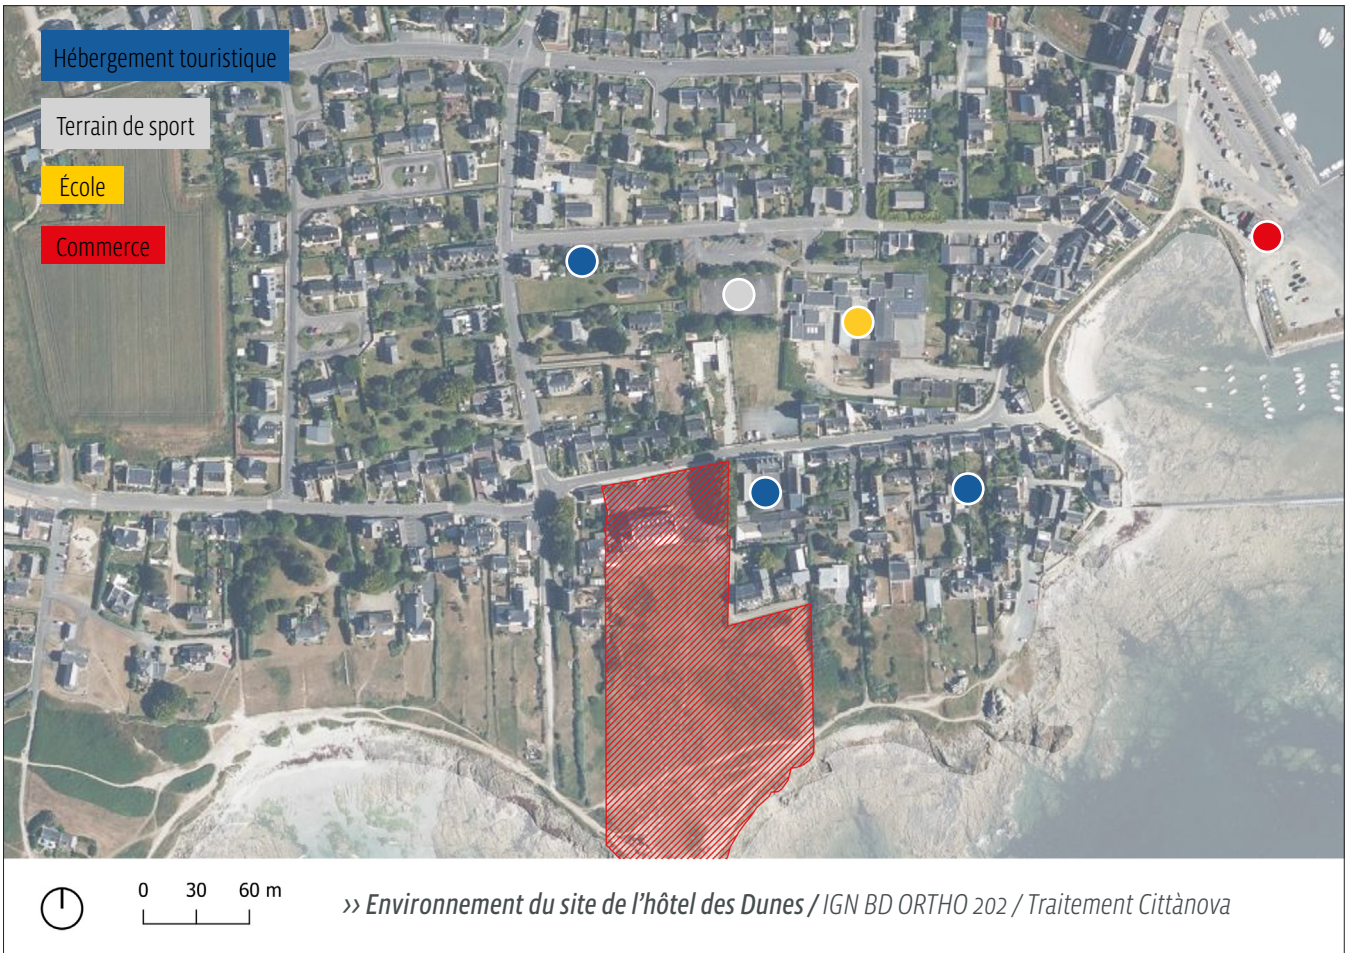 Hébergement touristique
Terrain de sport
École
Commerce
0 30 60 m
›› Environnement du site de l’hôtel des Dunes / IGN BD ORTHO 202 / Traitement Cittànova